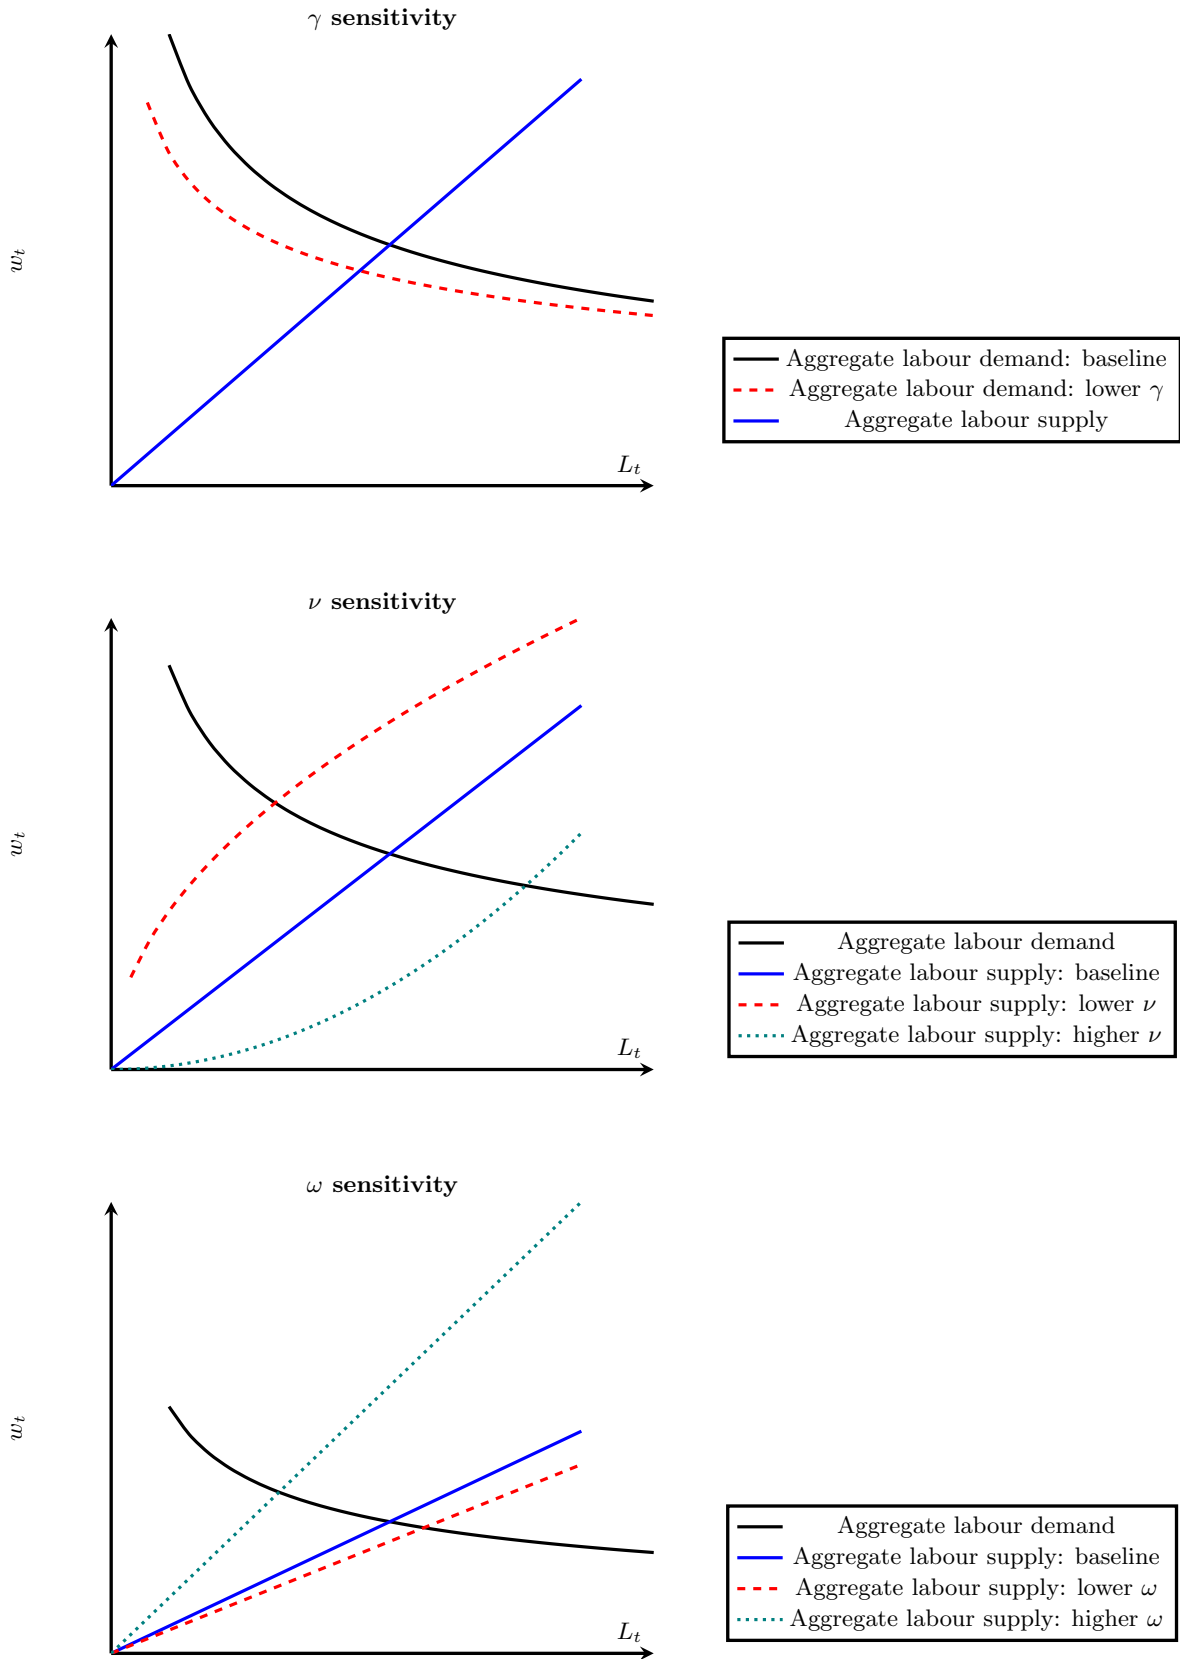 γ sensitivity
w_t
L_t
Aggregate labour demand: baseline
Aggregate labour demand: lower γ
Aggregate labour supply
ν sensitivity
w_t
L_t
Aggregate labour demand
Aggregate labour supply: baseline
Aggregate labour supply: lower ν
Aggregate labour supply: higher ν
ω sensitivity
w_t
L_t
Aggregate labour demand
Aggregate labour supply: baseline
Aggregate labour supply: lower ω
Aggregate labour supply: higher ω